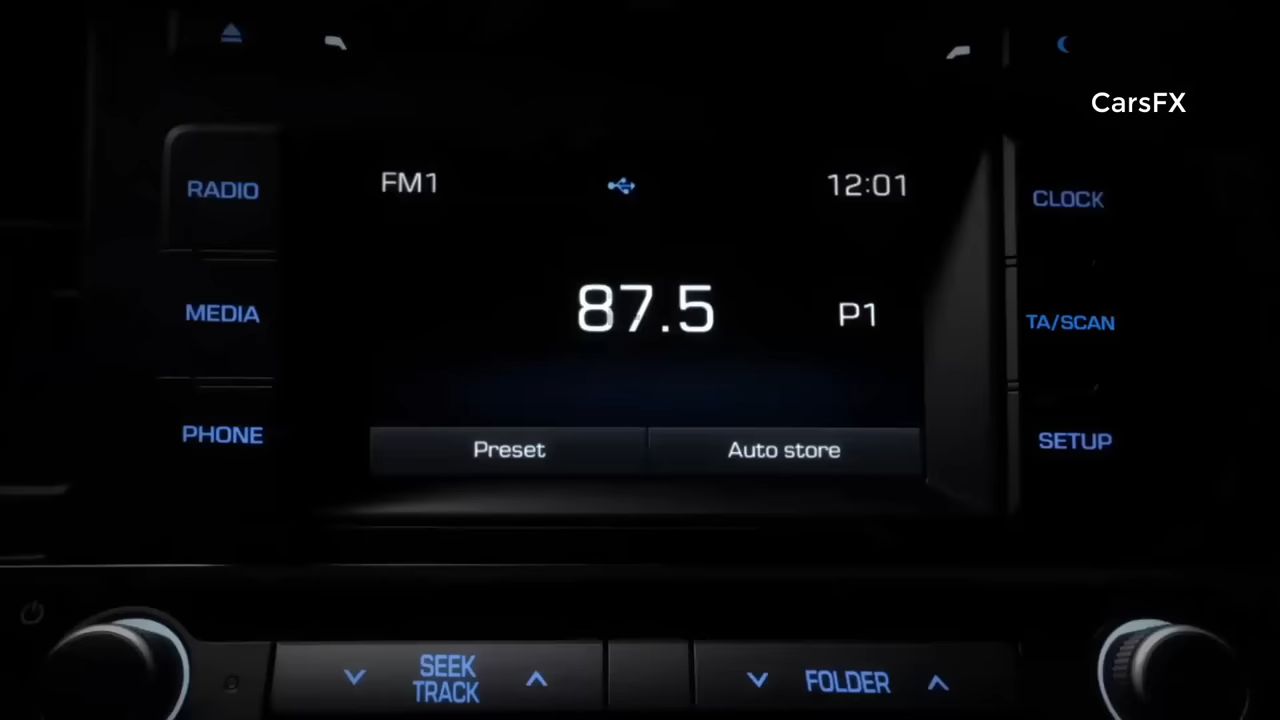 CarsFX
RADIO
FM1
12:01
CLOCK
MEDIA
87.5
P1
TA/SCAN
PHONE
Preset
Auto store
SETUP
SEEK
TRACK
FOLDER